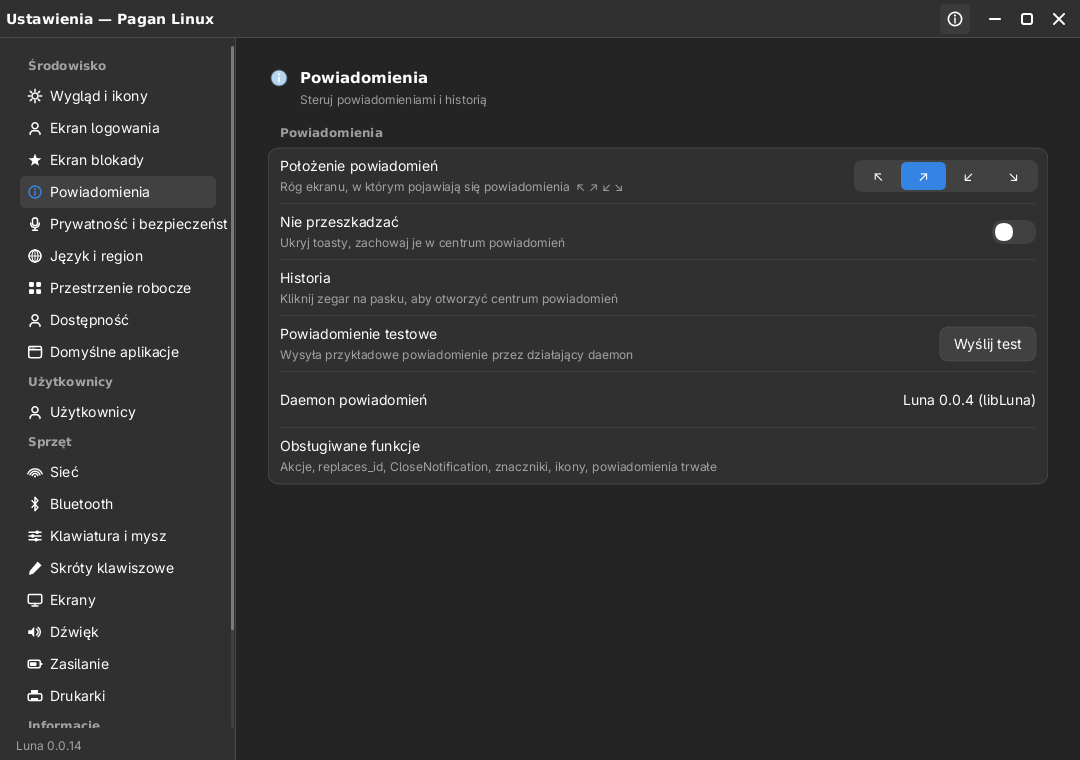 Ustawienia — Pagan Linux
Środowisko
Wygląd i ikony
Ekran logowania
Ekran blokady
Powiadomienia
Prywatność i bezpieczeńst
Język i region
Przestrzenie robocze
Dostępność
Domyślne aplikacje
Użytkownicy
Użytkownicy
Sprzęt
Sieć
Bluetooth
Klawiatura i mysz
Skróty klawiszowe
Ekrany
Dźwięk
Zasilanie
Drukarki
Informacje
Luna 0.0.14
Powiadomienia
Steruj powiadomieniami i historią
Powiadomienia
Położenie powiadomień
Róg ekranu, w którym pojawiają się powiadomienia ↖ ↗ ↙ ↘
↖ ↗ ↙ ↘
Nie przeszkadzać
Ukryj toasty, zachowaj je w centrum powiadomień
Historia
Kliknij zegar na pasku, aby otworzyć centrum powiadomień
Powiadomienie testowe
Wysyła przykładowe powiadomienie przez działający daemon
Wyślij test
Daemon powiadomień
Luna 0.0.4 (libLuna)
Obsługiwane funkcje
Akcje, replaces_id, CloseNotification, znaczniki, ikony, powiadomienia trwałe